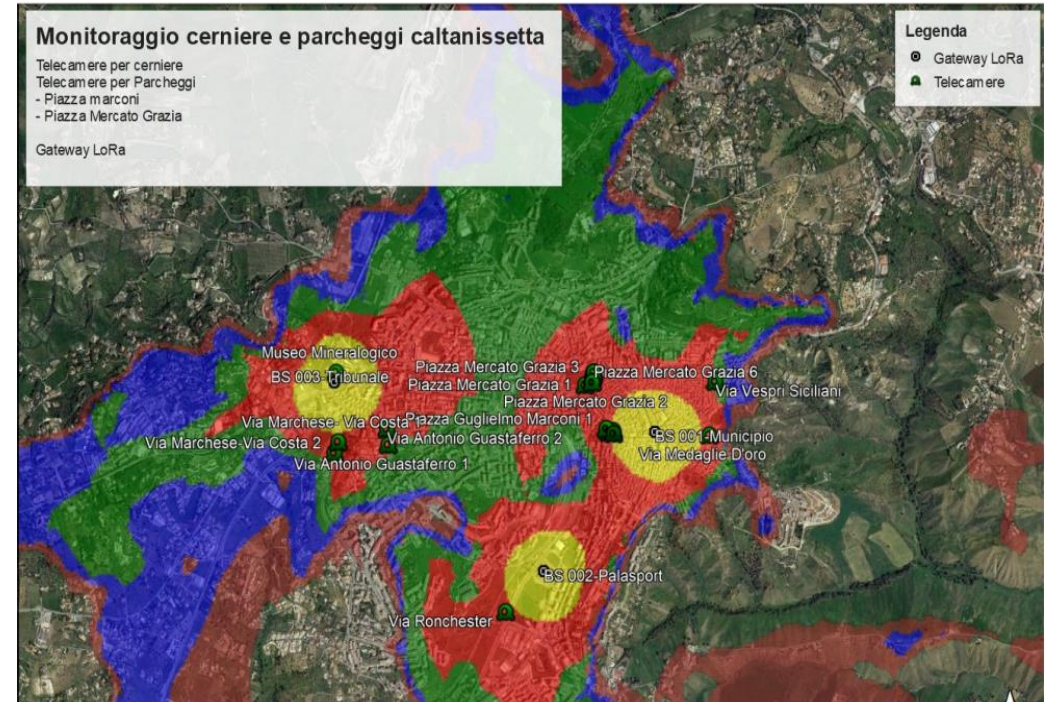 Monitoraggio cerniere e parcheggi caltanissetta
Telecamere per cerniere
Telecamere per Parcheggi
- Piazza marconi
- Piazza Mercato Grazia
Gateway LoRa
Legenda
Gateway LoRa
Telecamere
Museo Mineralogico
BS 003-Tribunale
Piazza Mercato Grazia 3
Piazza Mercato Grazia 6
Piazza Mercato Grazia 1
Via Vespri Siciliani
Piazza Mercato Grazia 2
Via Marchese- Via Costa 1
Piazza Guglielmo Marconi 1
Via Marchese-Via Costa 2
Via Antonio Guastaferro 2
BS 001-Municipio
Via Medaglie D'oro
Via Antonio Guastaferro 1
BS 002-Palasport
Via Ronchester